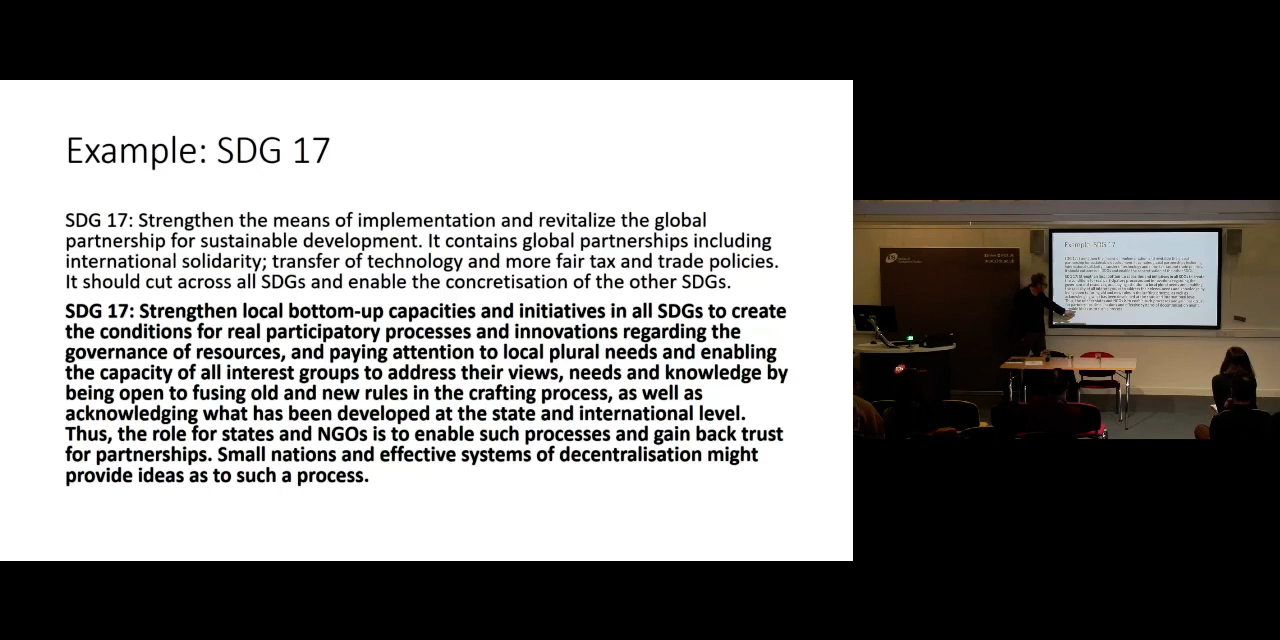 Example: SDG 17
SDG 17: Strengthen the means of implementation and revitalize the global
partnership for sustainable development. It contains global partnerships including
international solidarity; transfer of technology and more fair tax and trade policies.
It should cut across all SDGs and enable the concretisation of the other SDGs.
SDG 17: Strengthen local bottom-up capacities and initiatives in all SDGs to create
the conditions for real participatory processes and innovations regarding the
governance of resources, and paying attention to local plural needs and enabling
the capacity of all interest groups to address their views, needs and knowledge by
being open to fusing old and new rules in the crafting process, as well as
acknowledging what has been developed at the state and international level.
Thus, the role for states and NGOs is to enable such processes and gain back trust
for partnerships. Small nations and effective systems of decentralisation might
provide ideas as to such a process.
Example: SDG 17